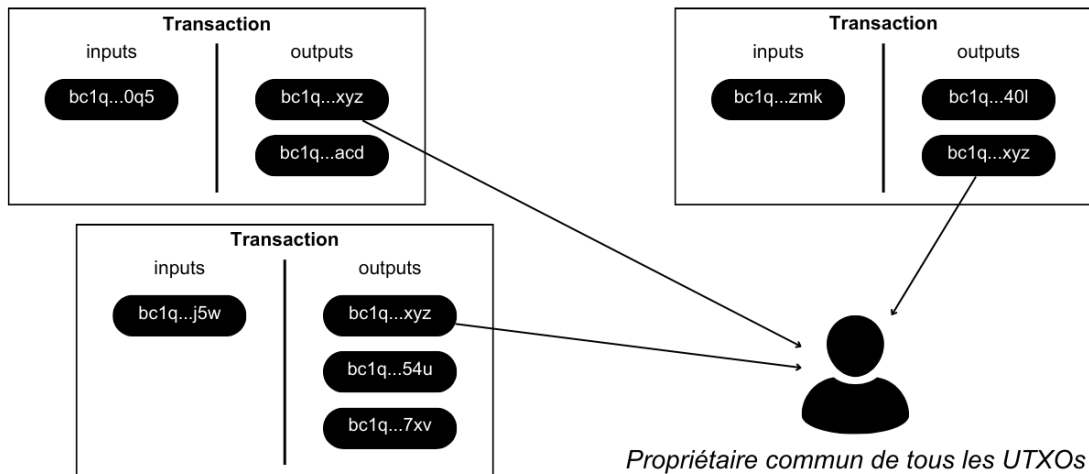 Transaction
inputs
outputs
bc1q...0q5
bc1q...xyz
bc1q...acd
Transaction
inputs
outputs
bc1q...zmk
bc1q...40l
bc1q...xyz
Transaction
inputs
outputs
bc1q...j5w
bc1q...xyz
bc1q...54u
bc1q...7xv
Propriétaire commun de tous les UTXOs